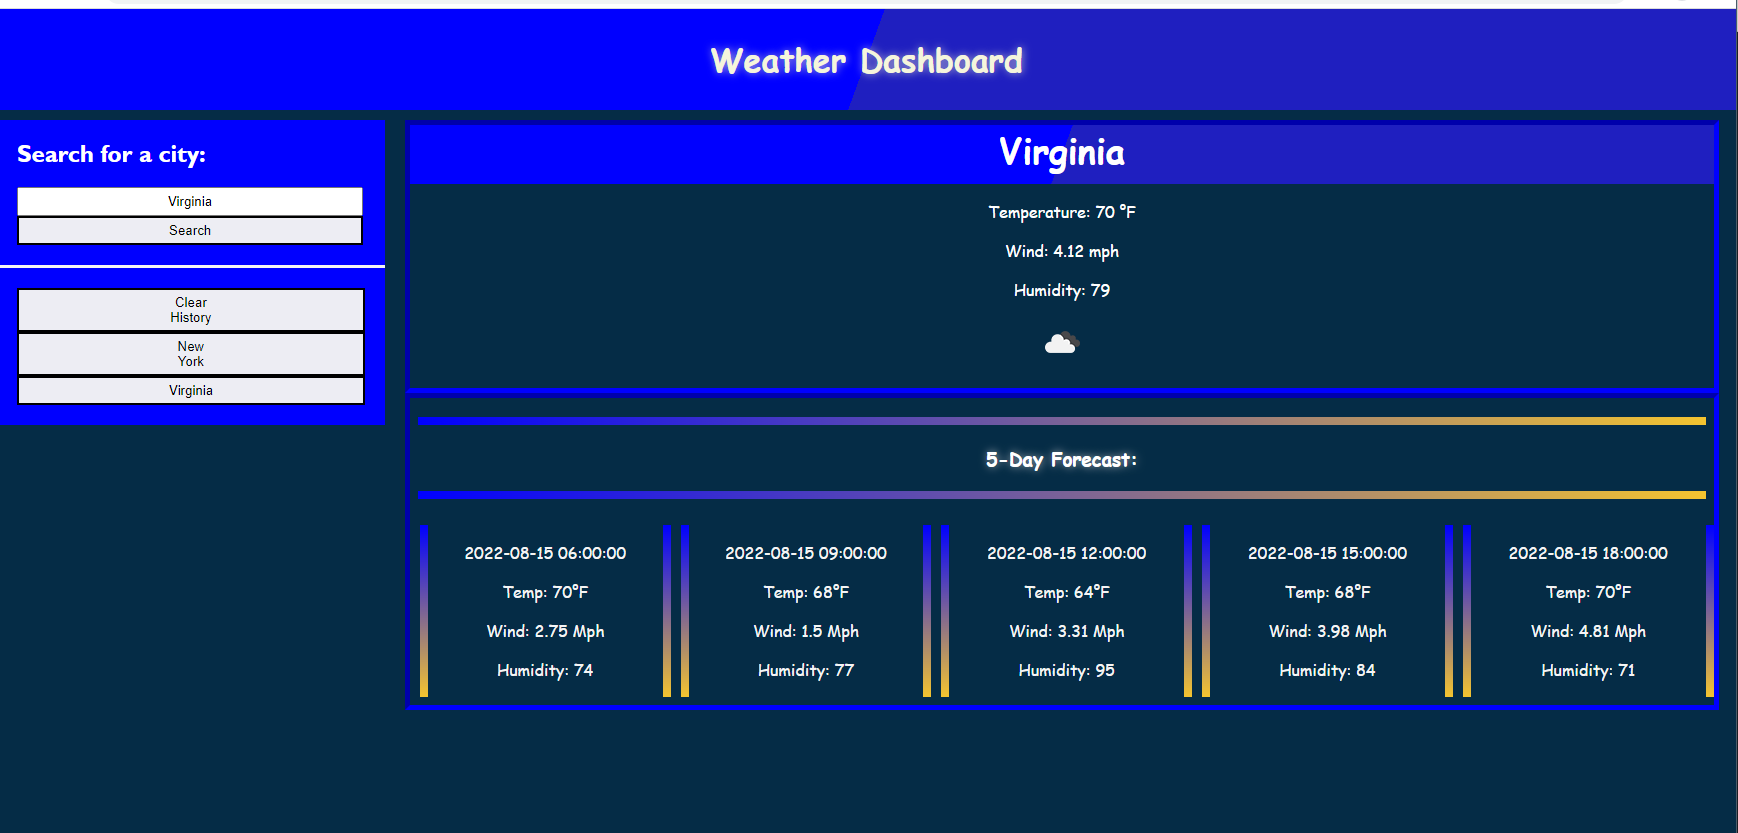 Weather Dashboard
Search for a city:
Virginia
Search
Clear
History
New
York
Virginia
Virginia
Temperature: 70 °F
Wind: 4.12 mph
Humidity: 79
5-Day Forecast:
2022-08-15 06:00:00
Temp: 70°F
Wind: 2.75 Mph
Humidity: 74
2022-08-15 09:00:00
Temp: 68°F
Wind: 1.5 Mph
Humidity: 77
2022-08-15 12:00:00
Temp: 64°F
Wind: 3.31 Mph
Humidity: 95
2022-08-15 15:00:00
Temp: 68°F
Wind: 3.98 Mph
Humidity: 84
2022-08-15 18:00:00
Temp: 70°F
Wind: 4.81 Mph
Humidity: 71